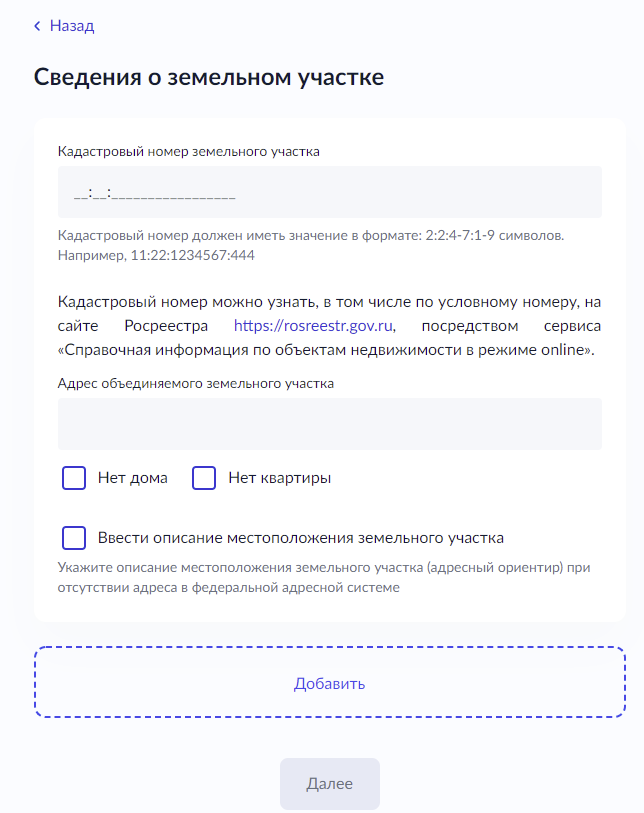 Назад
Сведения о земельном участке
Кадастровый номер земельного участка
__:__:_________________
Кадастровый номер должен иметь значение в формате: 2:2:4-7:1-9 символов.
Например, 11:22:1234567:444
Кадастровый номер можно узнать, в том числе по условному номеру, на
сайте Росреестра https://rosreestr.gov.ru, посредством сервиса
«Справочная информация по объектам недвижимости в режиме online».
Адрес объединяемого земельного участка
Нет дома Нет квартиры
Ввести описание местоположения земельного участка
Укажите описание местоположения земельного участка (адресный ориентир) при
отсутствии адреса в федеральной адресной системе
Добавить
Далее